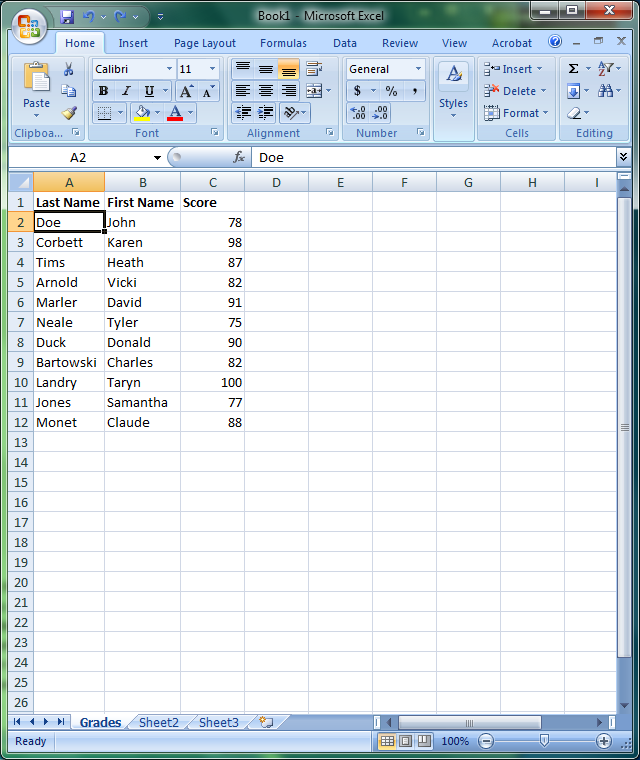 Book1 - Microsoft Excel
Home Insert Page Layout Formulas Data Review View Acrobat
Calibri 11 General Insert Σ
Paste B I U A A $ % , Styles Delete
A Format
Clipboa... Font Alignment Number Cells Editing
A2 fx Doe
A B C D E F G H I
1 Last Name First Name Score
2 Doe John 78
3 Corbett Karen 98
4 Tims Heath 87
5 Arnold Vicki 82
6 Marler David 91
7 Neale Tyler 75
8 Duck Donald 90
9 Bartowski Charles 82
10 Landry Taryn 100
11 Jones Samantha 77
12 Monet Claude 88
13
14
15
16
17
18
19
20
21
22
23
24
25
26
Grades Sheet2 Sheet3
Ready 100%